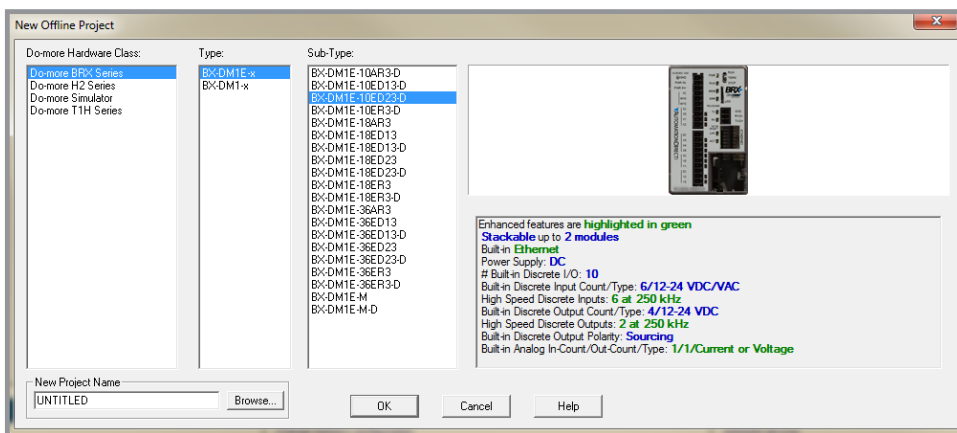 New Offline Project
Do-more Hardware Class:
Do-more BRX Series
Do-more H2 Series
Do-more Simulator
Do-more T1H Series
Type:
BX-DM1E-x
BX-DM1-x
Sub-Type:
BX-DM1E-10AR3-D
BX-DM1E-10ED13-D
BX-DM1E-10ED23-D
BX-DM1E-10ER3-D
BX-DM1E-18AR3
BX-DM1E-18ED13
BX-DM1E-18ED13-D
BX-DM1E-18ED23
BX-DM1E-18ED23-D
BX-DM1E-18ER3
BX-DM1E-18ER3-D
BX-DM1E-36AR3
BX-DM1E-36ED13
BX-DM1E-36ED13-D
BX-DM1E-36ED23
BX-DM1E-36ED23-D
BX-DM1E-36ER3
BX-DM1E-36ER3-D
BX-DM1E-M
BX-DM1E-M-D
BRX
AUTOMATIONDIRECT
Enhanced features are highlighted in green
Stackable up to 2 modules
Built-in Ethernet
Power Supply: DC
# Built-in Discrete I/O: 10
Built-in Discrete Input Count/Type: 6/12-24 VDC/VAC
High Speed Discrete Inputs: 6 at 250 kHz
Built-in Discrete Output Count/Type: 4/12-24 VDC
High Speed Discrete Outputs: 2 at 250 kHz
Built-in Discrete Output Polarity: Sourcing
Built-in Analog In-Count/Out-Count/Type: 1/1/Current or Voltage
New Project Name
UNTITLED
Browse...
OK
Cancel
Help